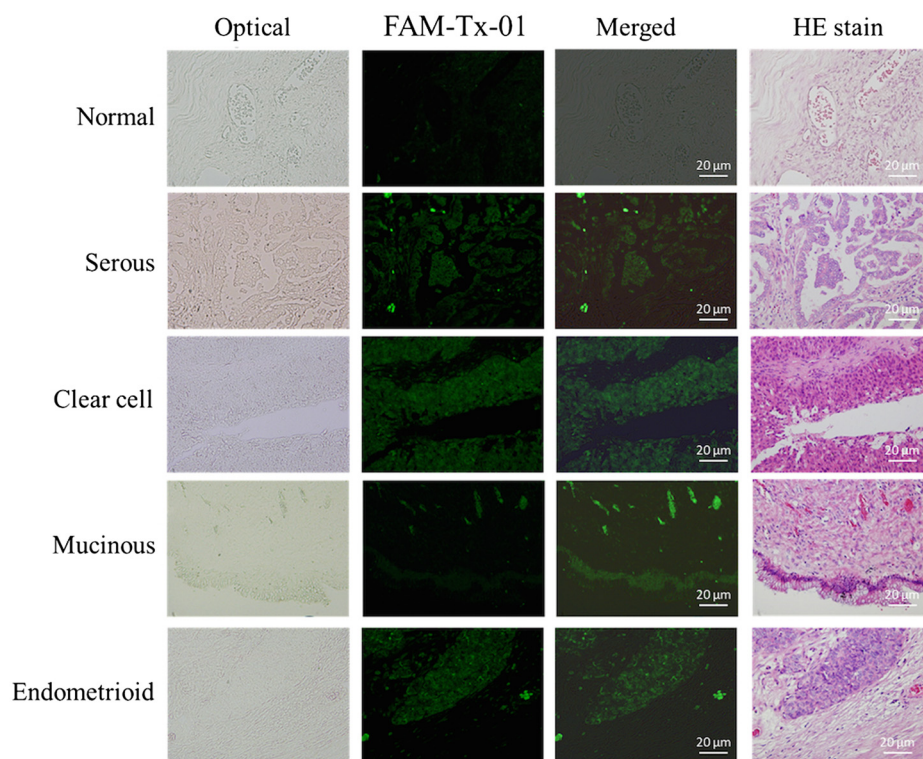 Optical FAM-Tx-01 Merged HE stain
Normal
20 μm 20 μm
Serous
20 μm 20 μm
Clear cell
20 μm 20 μm
Mucinous
20 μm 20 μm
Endometrioid
20 μm 20 μm